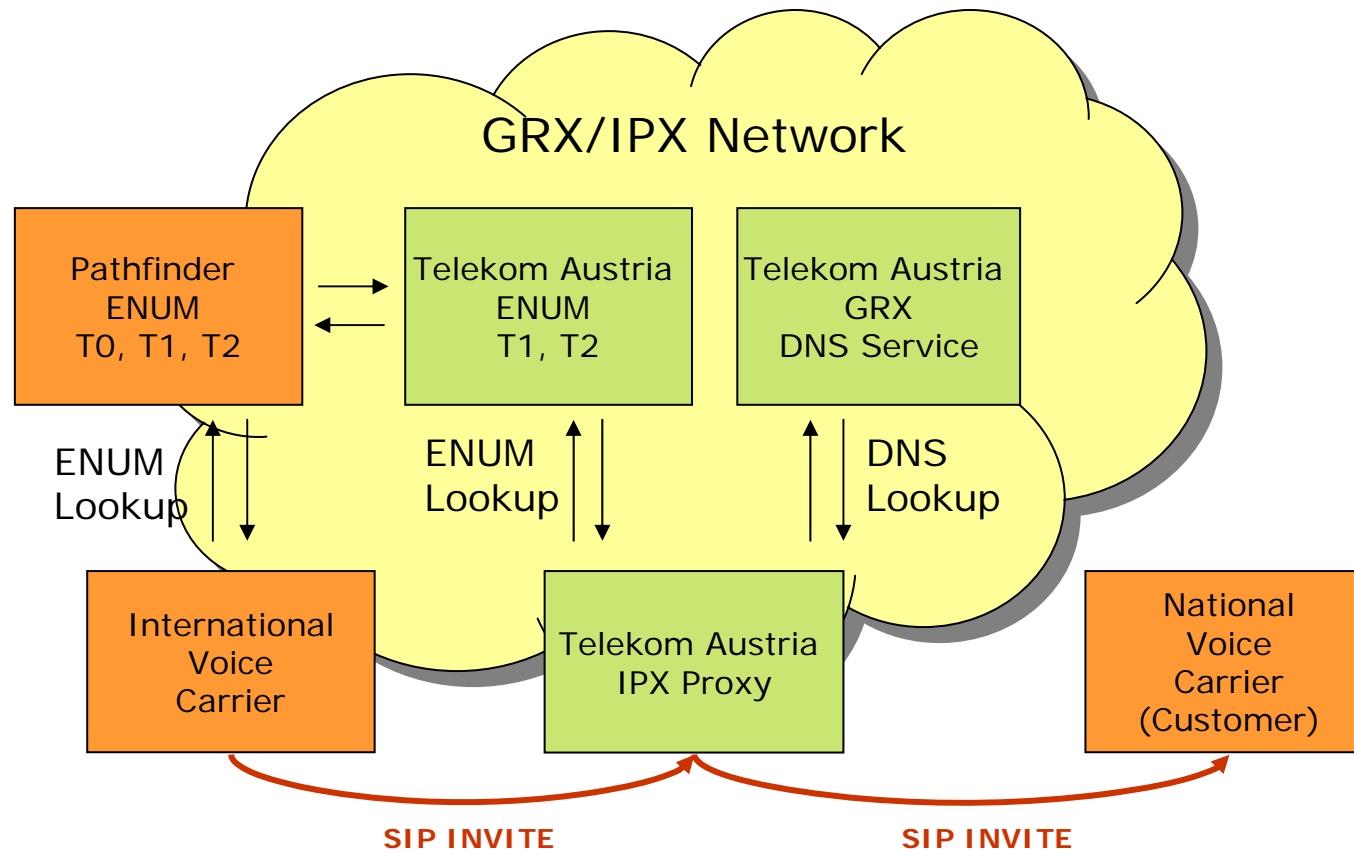 GRX/IPX Network
Pathfinder
ENUM
T0, T1, T2
Telekom Austria
ENUM
T1, T2
Telekom Austria
GRX
DNS Service
ENUM
Lookup
ENUM
Lookup
DNS
Lookup
International
Voice
Carrier
Telekom Austria
IPX Proxy
National
Voice
Carrier
(Customer)
SIP INVITE
SIP INVITE